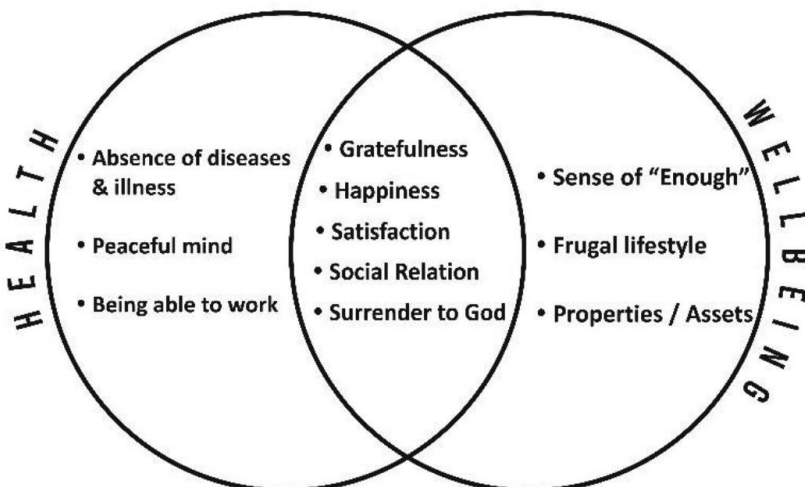 HEALTH
• Absence of diseases
& illness
• Peaceful mind
• Being able to work
• Gratefulness
• Happiness
• Satisfaction
• Social Relation
• Surrender to God
• Sense of “Enough”
• Frugal lifestyle
• Properties / Assets
WELLBEING